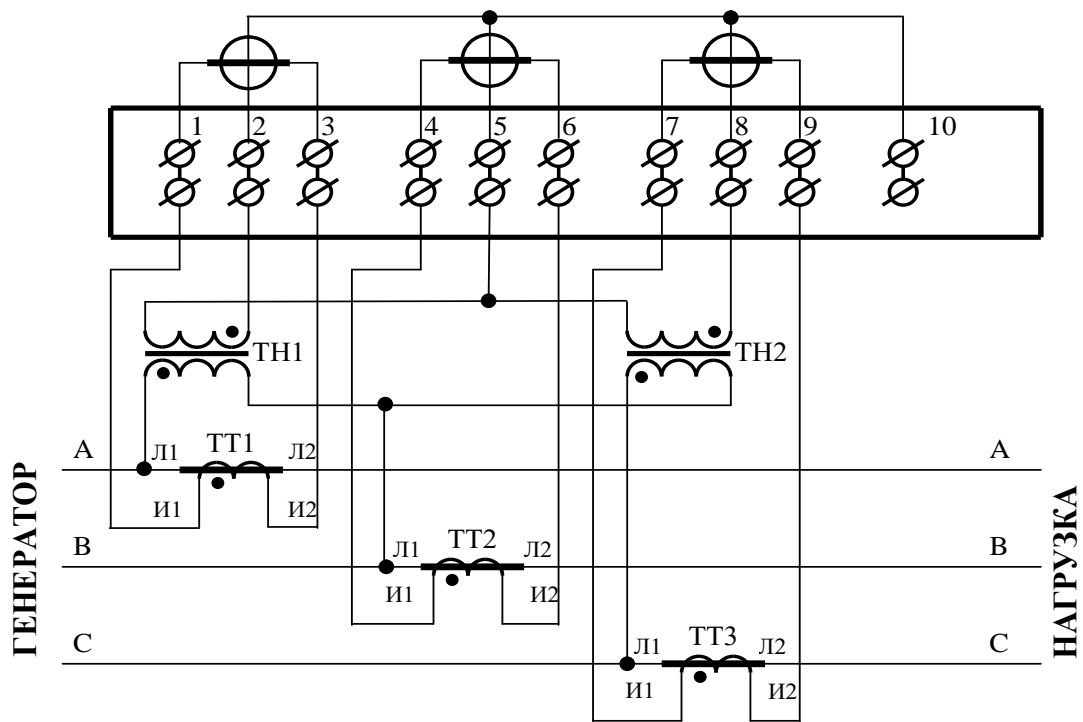 1 2 3 4 5 6 7 8 9 10
ТН1 ТН2
А Л1 ТТ1 Л2 А
И1 И2
В Л1 ТТ2 Л2 В
И1 И2
С Л1 ТТ3 Л2 С
И1 И2
ГЕНЕРАТОР
НАГРУЗКА